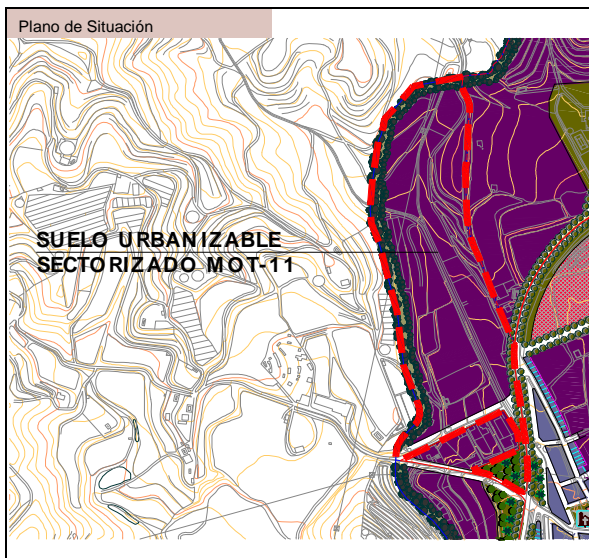 Plano de Situación
SUELO URBANIZABLE
SECTORIZADO MOT-11